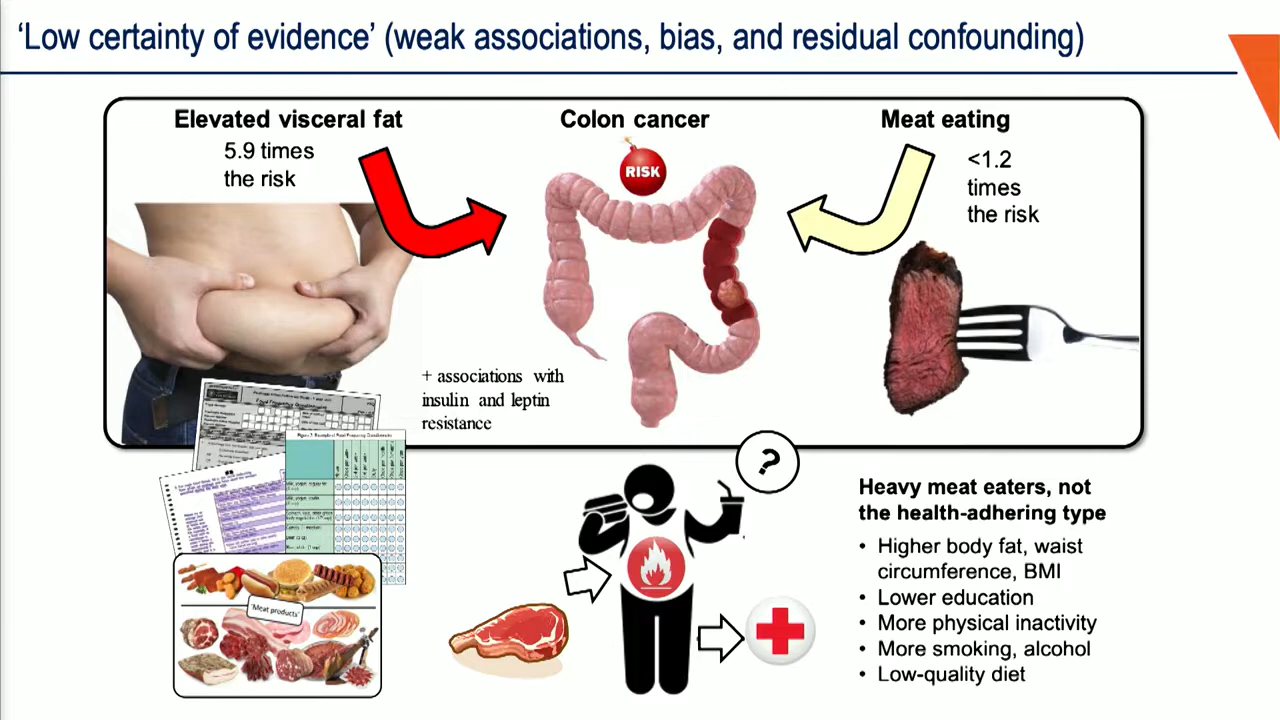 ‘Low certainty of evidence’ (weak associations, bias, and residual confounding)
Elevated visceral fat
5.9 times
the risk
Colon cancer
RISK
Meat eating
<1.2
times
the risk
+ associations with
insulin and leptin
resistance
?
'Meat products'
Heavy meat eaters, not
the health-adhering type
• Higher body fat, waist
circumference, BMI
• Lower education
• More physical inactivity
• More smoking, alcohol
• Low-quality diet